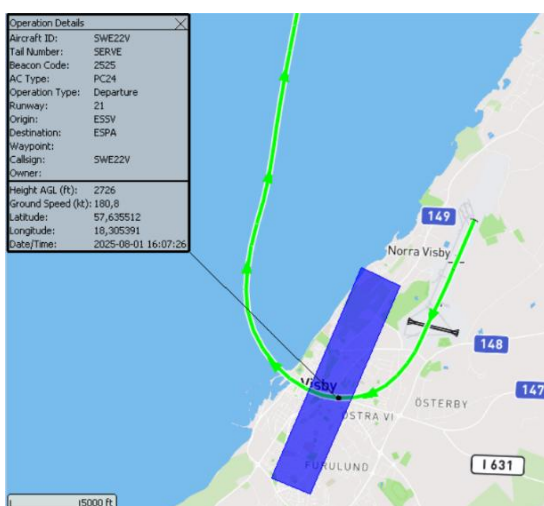 Operation Details
Aircraft ID: SWE22V
Tail Number: SERVE
Beacon Code: 2525
AC Type: PC24
Operation Type: Departure
Runway: 21
Origin: ESSV
Destination: ESPA
Waypoint:
Callsign: SWE22V
Owner:
Height AGL (ft): 2726
Ground Speed (kt): 180,8
Latitude: 57,635512
Longitude: 18,305391
Date/Time: 2025-08-01 16:07:26
149
Norra Visby
148
Visby
147
ÖSTERBY
ÖSTRA VI
FURULUND
I 631
5000 ft